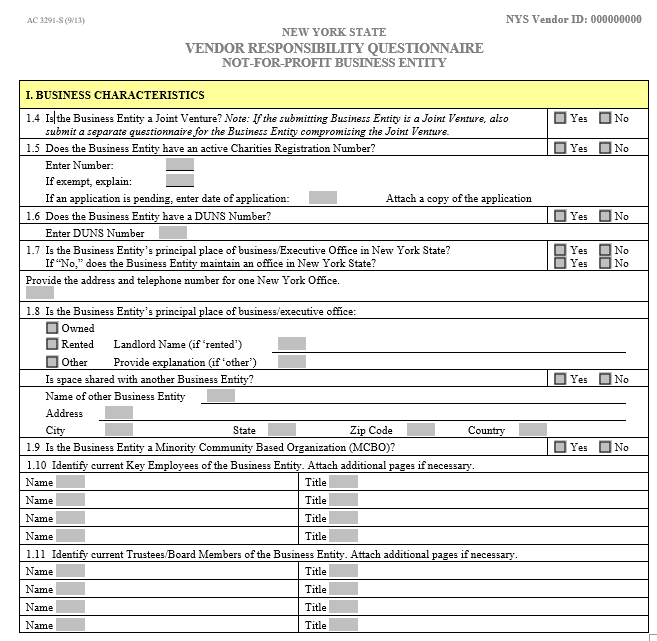 AC 3291-S (9/13)
NYS Vendor ID: 000000000
NEW YORK STATE
VENDOR RESPONSIBILITY QUESTIONNAIRE
NOT-FOR-PROFIT BUSINESS ENTITY
I. BUSINESS CHARACTERISTICS
1.4 Is the Business Entity a Joint Venture? Note: If the submitting Business Entity is a Joint Venture, also Yes No
submit a separate questionnaire for the Business Entity compromising the Joint Venture.
1.5 Does the Business Entity have an active Charities Registration Number? Yes No
Enter Number:
If exempt, explain:
If an application is pending, enter date of application: Attach a copy of the application
1.6 Does the Business Entity have a DUNS Number? Yes No
Enter DUNS Number
1.7 Is the Business Entity's principal place of business/Executive Office in New York State? Yes No
If “No,” does the Business Entity maintain an office in New York State? Yes No
Provide the address and telephone number for one New York Office.
1.8 Is the Business Entity's principal place of business/executive office:
Owned
Rented Landlord Name (if ‘rented’)
Other Provide explanation (if ‘other’)
Is space shared with another Business Entity? Yes No
Name of other Business Entity
Address
City State Zip Code Country
1.9 Is the Business Entity a Minority Community Based Organization (MCBO)? Yes No
1.10 Identify current Key Employees of the Business Entity. Attach additional pages if necessary.
Name Title
Name Title
Name Title
Name Title
1.11 Identify current Trustees/Board Members of the Business Entity. Attach additional pages if necessary.
Name Title
Name Title
Name Title
Name Title